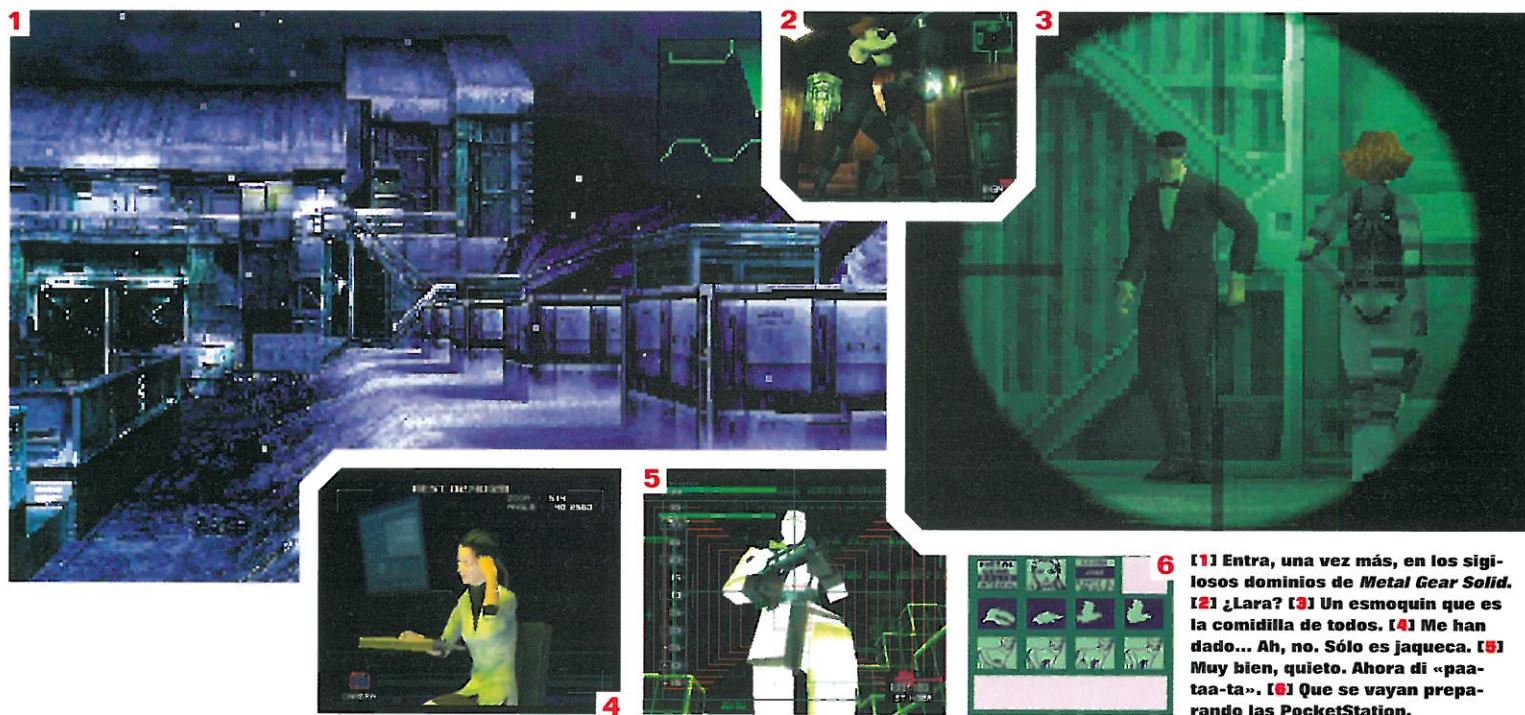 1
2
3
4
5
6
CAMERA
[1] Entra, una vez más, en los sigi-
losos dominios de Metal Gear Solid.
[2] ¿Lara? [3] Un esmoquin que es
la comidilla de todos. [4] Me han
dado... Ah, no. Sólo es jaqueca. [5]
Muy bien, quieto. Ahora di «paa-
taa-ta». [6] Que se vayan prepa-
rando las PocketStation.